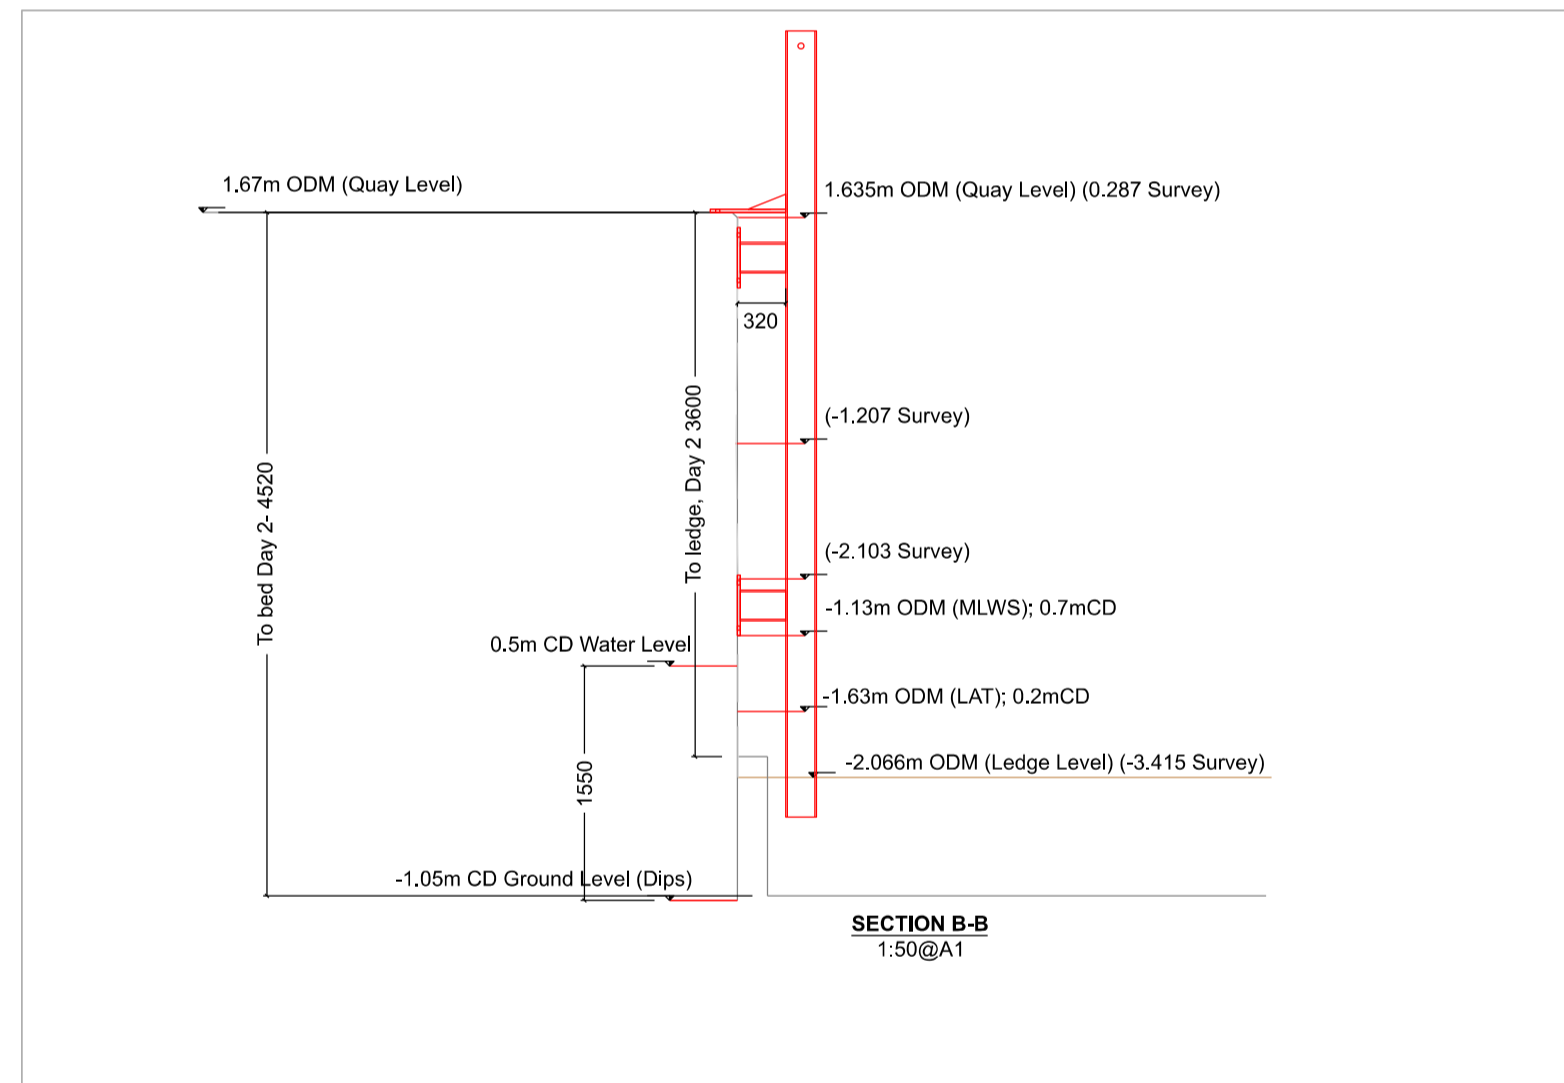 1.67m ODM (Quay Level)
1.635m ODM (Quay Level) (0.287 Survey)
320
(-1.207 Survey)
To ledge, Day 2 3600
To bed Day 2- 4520
(-2.103 Survey)
-1.13m ODM (MLWS); 0.7mCD
0.5m CD Water Level
-1.63m ODM (LAT); 0.2mCD
-2.066m ODM (Ledge Level) (-3.415 Survey)
1550
-1.05m CD Ground Level (Dips)
SECTION B-B
1:50@A1